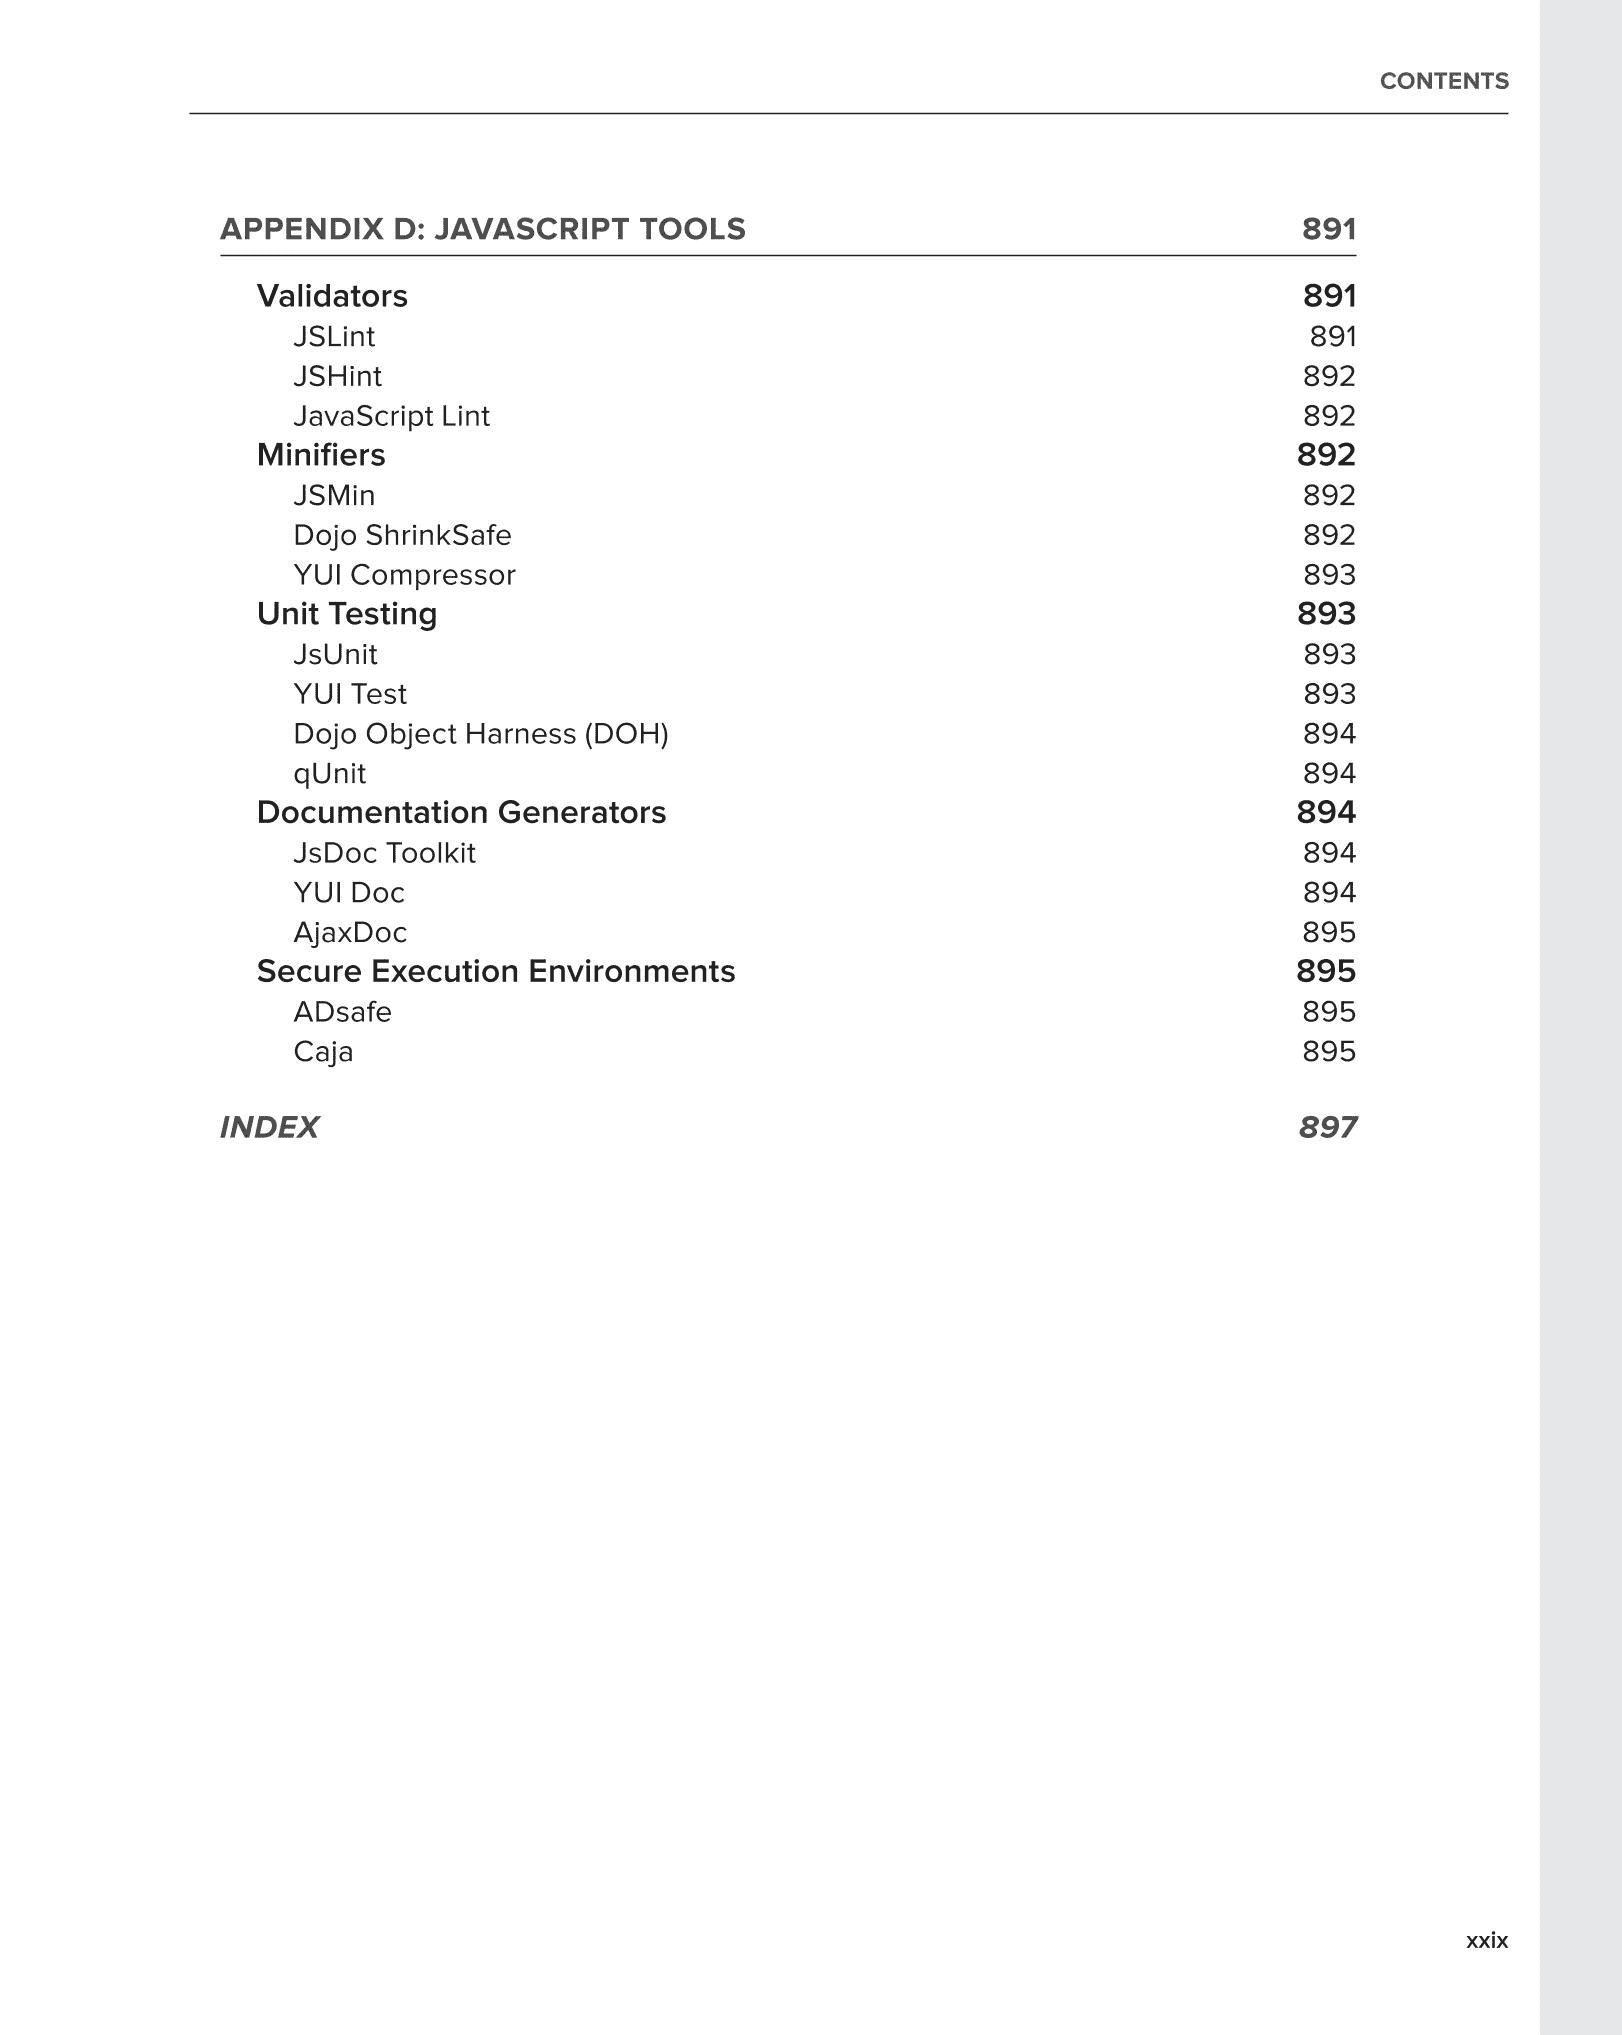 CONTENTS
APPENDIX D: JAVASCRIPT TOOLS 891
Validators 891
JSLint 891
JSHint 892
JavaScript Lint 892
Minifiers 892
JSMin 892
Dojo ShrinkSafe 892
YUI Compressor 893
Unit Testing 893
JsUnit 893
YUI Test 893
Dojo Object Harness (DOH) 894
qUnit 894
Documentation Generators 894
JsDoc Toolkit 894
YUI Doc 894
AjaxDoc 895
Secure Execution Environments 895
ADsafe 895
Caja 895
INDEX 897
xxix